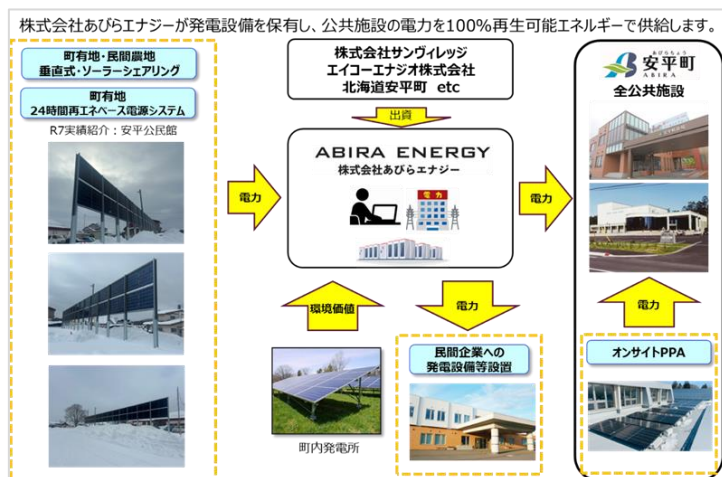 株式会社あびらエナジーが発電設備を保有し、公共施設の電力を100%再生可能エネルギーで供給します。
町有地・民間農地
垂直式・ソーラーシェアリング
町有地
24時間再エネベース電源システム
R7実績紹介：安平公民館
電力
株式会社サンヴィレッジ
エイコーエナジオ株式会社
北海道安平町 etc
出資
ABIRA ENERGY
株式会社あびらエナジー
電力
環境価値
電力
町内発電所
民間企業への
発電設備等設置
電力
あびらちょう
安平町
ABIRA
全公共施設
電力
オンサイトPPA